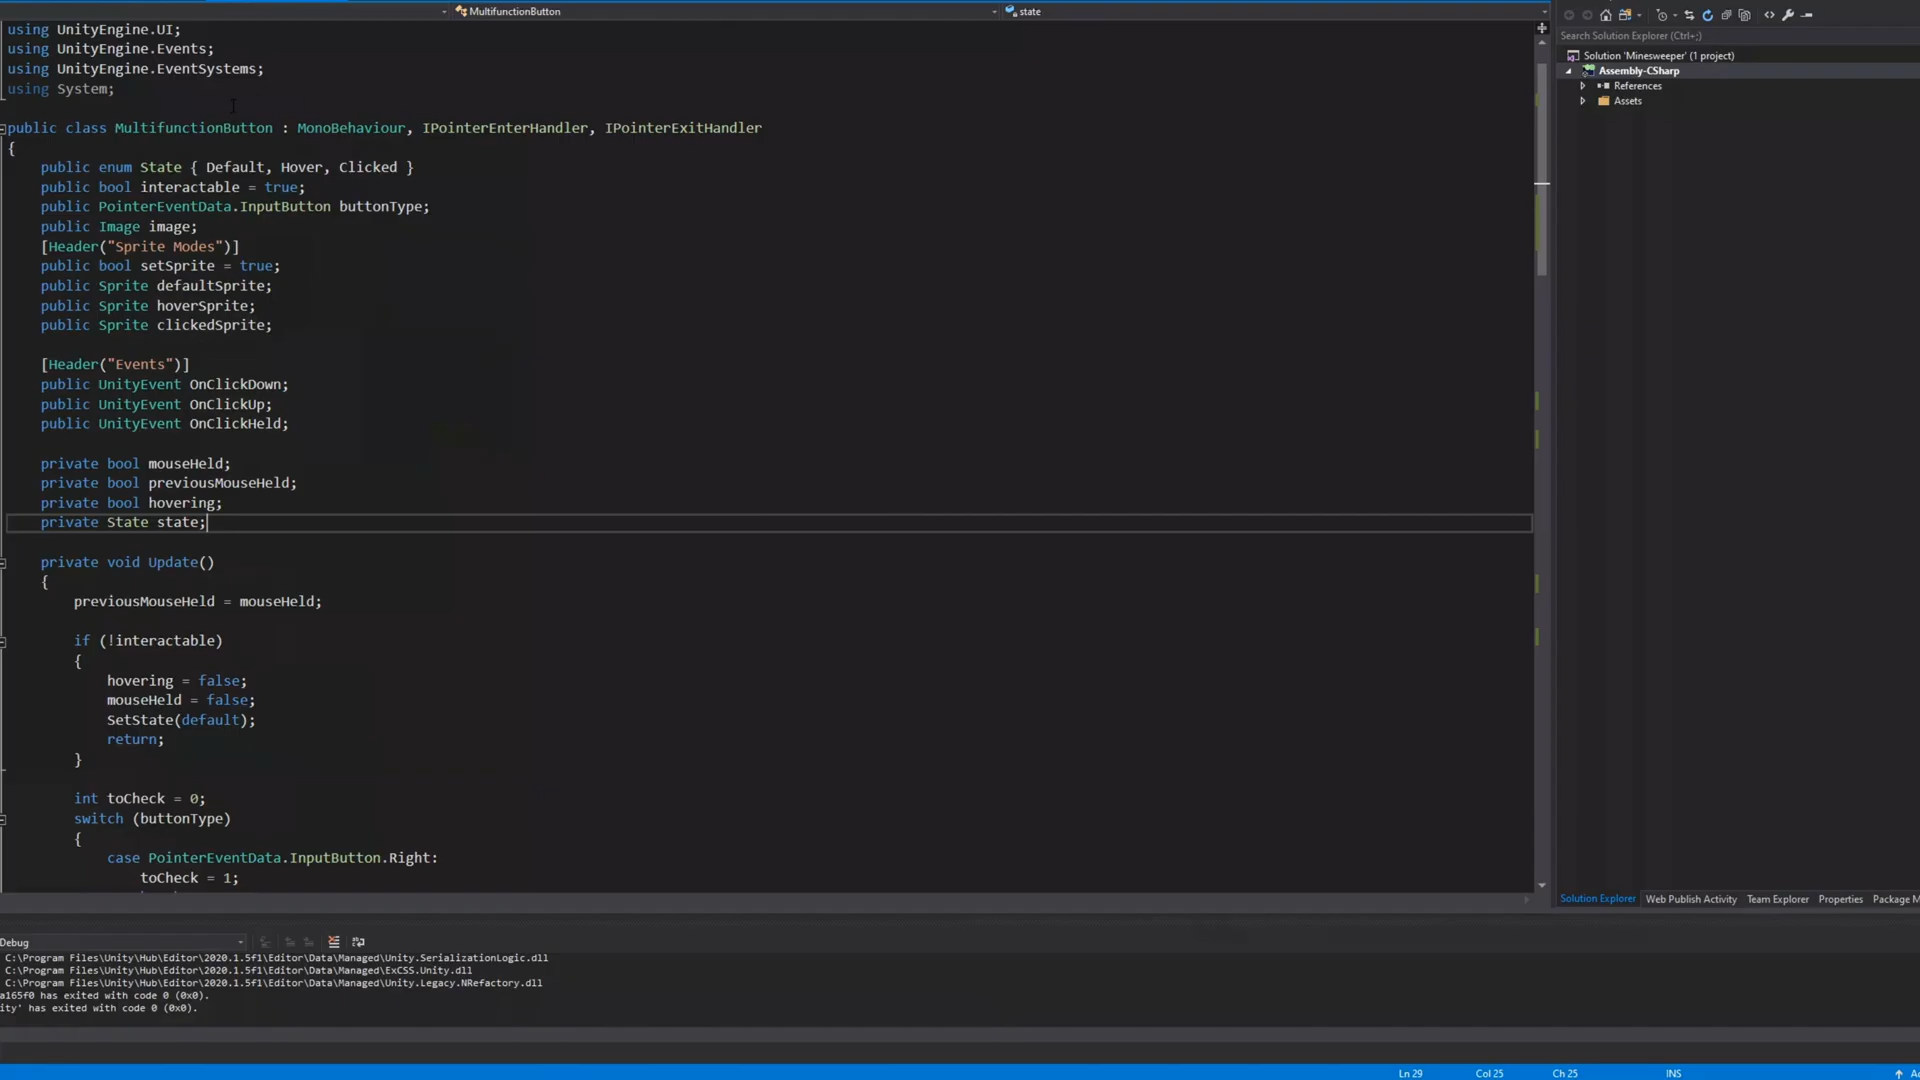 MultifunctionButton
state
using UnityEngine.UI;
using UnityEngine.Events;
using UnityEngine.EventSystems;
using System;
public class MultifunctionButton : MonoBehaviour, IPointerEnterHandler, IPointerExitHandler
{
public enum State { Default, Hover, Clicked }
public bool interactable = true;
public PointerEventData.InputButton buttonType;
public Image image;
[Header("Sprite Modes")]
public bool setSprite = true;
public Sprite defaultSprite;
public Sprite hoverSprite;
public Sprite clickedSprite;
[Header("Events")]
public UnityEvent OnClickDown;
public UnityEvent OnClickUp;
public UnityEvent OnClickHeld;
private bool mouseHeld;
private bool previousMouseHeld;
private bool hovering;
private State state;
private void Update()
{
previousMouseHeld = mouseHeld;
if (!interactable)
{
hovering = false;
mouseHeld = false;
SetState(default);
return;
}
int toCheck = 0;
switch (buttonType)
{
case PointerEventData.InputButton.Right:
toCheck = 1;
Search Solution Explorer (Ctrl+;)
Solution 'Minesweeper' (1 project)
Assembly-CSharp
References
Assets
Solution Explorer
Web Publish Activity
Team Explorer
Properties
Package M
Debug
C:\Program Files\Unity\Hub\Editor\2020.1.5f1\Editor\Data\Managed\Unity.SerializationLogic.dll
C:\Program Files\Unity\Hub\Editor\2020.1.5f1\Editor\Data\Managed\ExCSS.Unity.dll
C:\Program Files\Unity\Hub\Editor\2020.1.5f1\Editor\Data\Managed\Unity.Legacy.NRefactory.dll
a165f0 has exited with code 0 (0x0).
ity' has exited with code 0 (0x0).
Ln 29
Col 25
Ch 25
INS